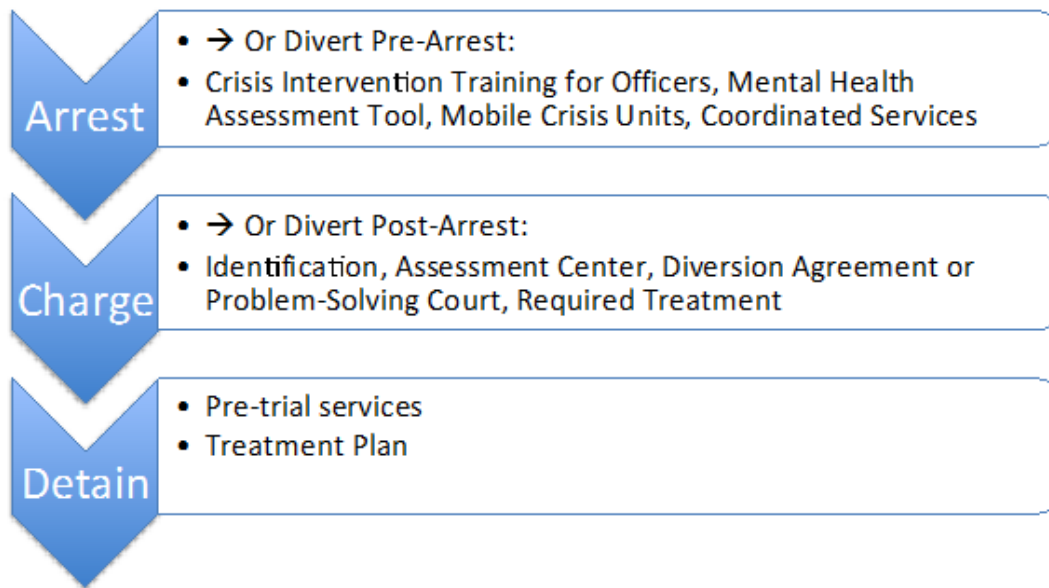 Arrest
• → Or Divert Pre-Arrest:
• Crisis Intervention Training for Officers, Mental Health
Assessment Tool, Mobile Crisis Units, Coordinated Services
Charge
• → Or Divert Post-Arrest:
• Identification, Assessment Center, Diversion Agreement or
Problem-Solving Court, Required Treatment
Detain
• Pre-trial services
• Treatment Plan